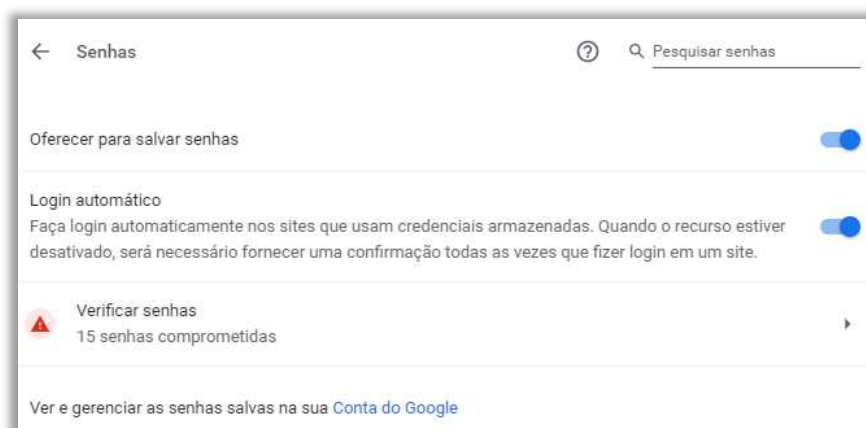 Senhas
Pesquisar senhas
Oferecer para salvar senhas
Login automático
Faça login automaticamente nos sites que usam credenciais armazenadas. Quando o recurso estiver
desativado, será necessário fornecer uma confirmação todas as vezes que fizer login em um site.
Verificar senhas
15 senhas comprometidas
Ver e gerenciar as senhas salvas na sua Conta do Google